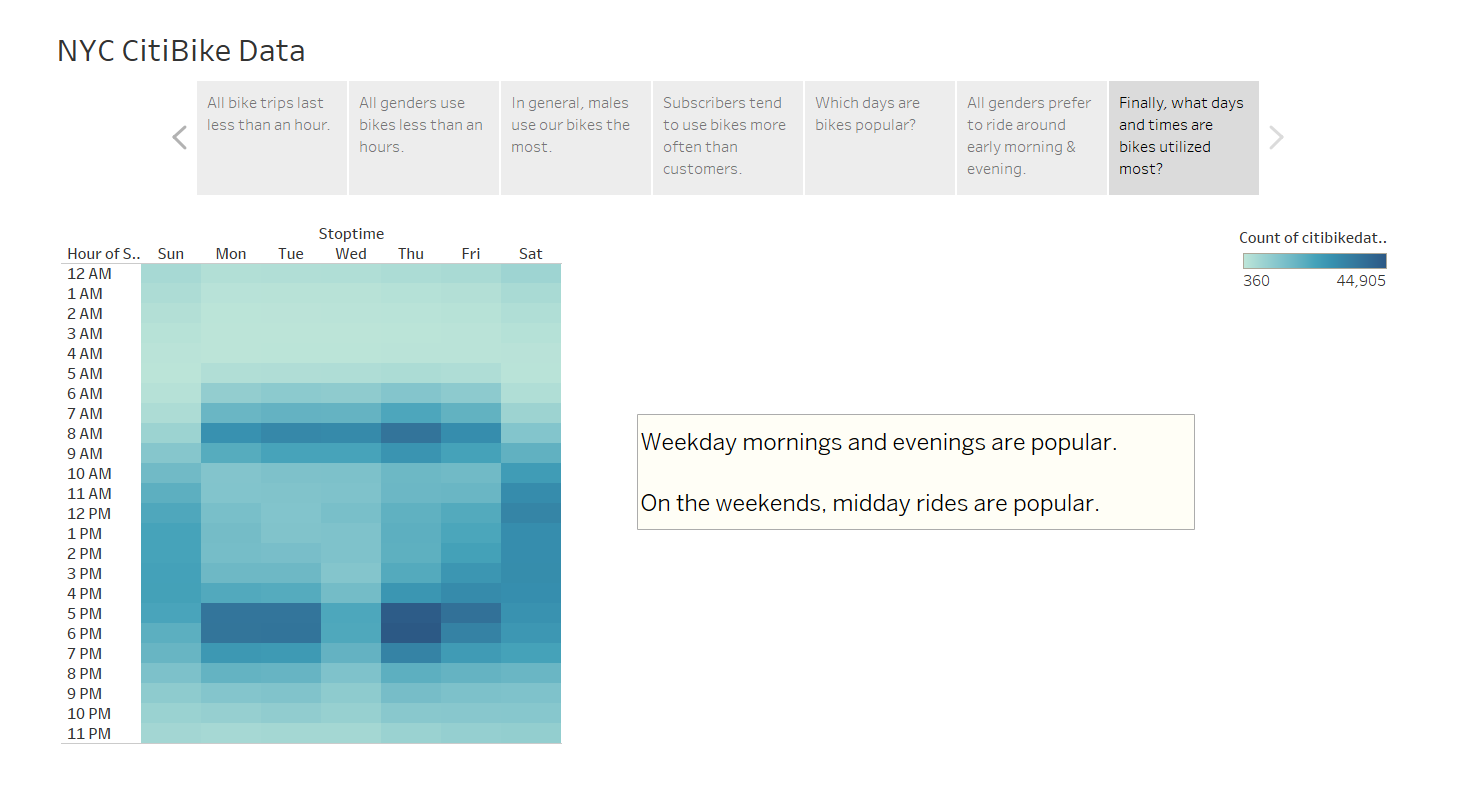 NYC CitiBike Data
All bike trips last
less than an hour.
All genders use
bikes less than an
hours.
In general, males
use our bikes the
most.
Subscribers tend
to use bikes more
often than
customers.
Which days are
bikes popular?
All genders prefer
to ride around
early morning &
evening.
Finally, what days
and times are
bikes utilized
most?
Stoptime
Hour of S.. Sun Mon Tue Wed Thu Fri Sat
12 AM
1 AM
2 AM
3 AM
4 AM
5 AM
6 AM
7 AM
8 AM
9 AM
10 AM
11 AM
12 PM
1 PM
2 PM
3 PM
4 PM
5 PM
6 PM
7 PM
8 PM
9 PM
10 PM
11 PM
Weekday mornings and evenings are popular.
On the weekends, midday rides are popular.
Count of citibikedat..
360 44,905